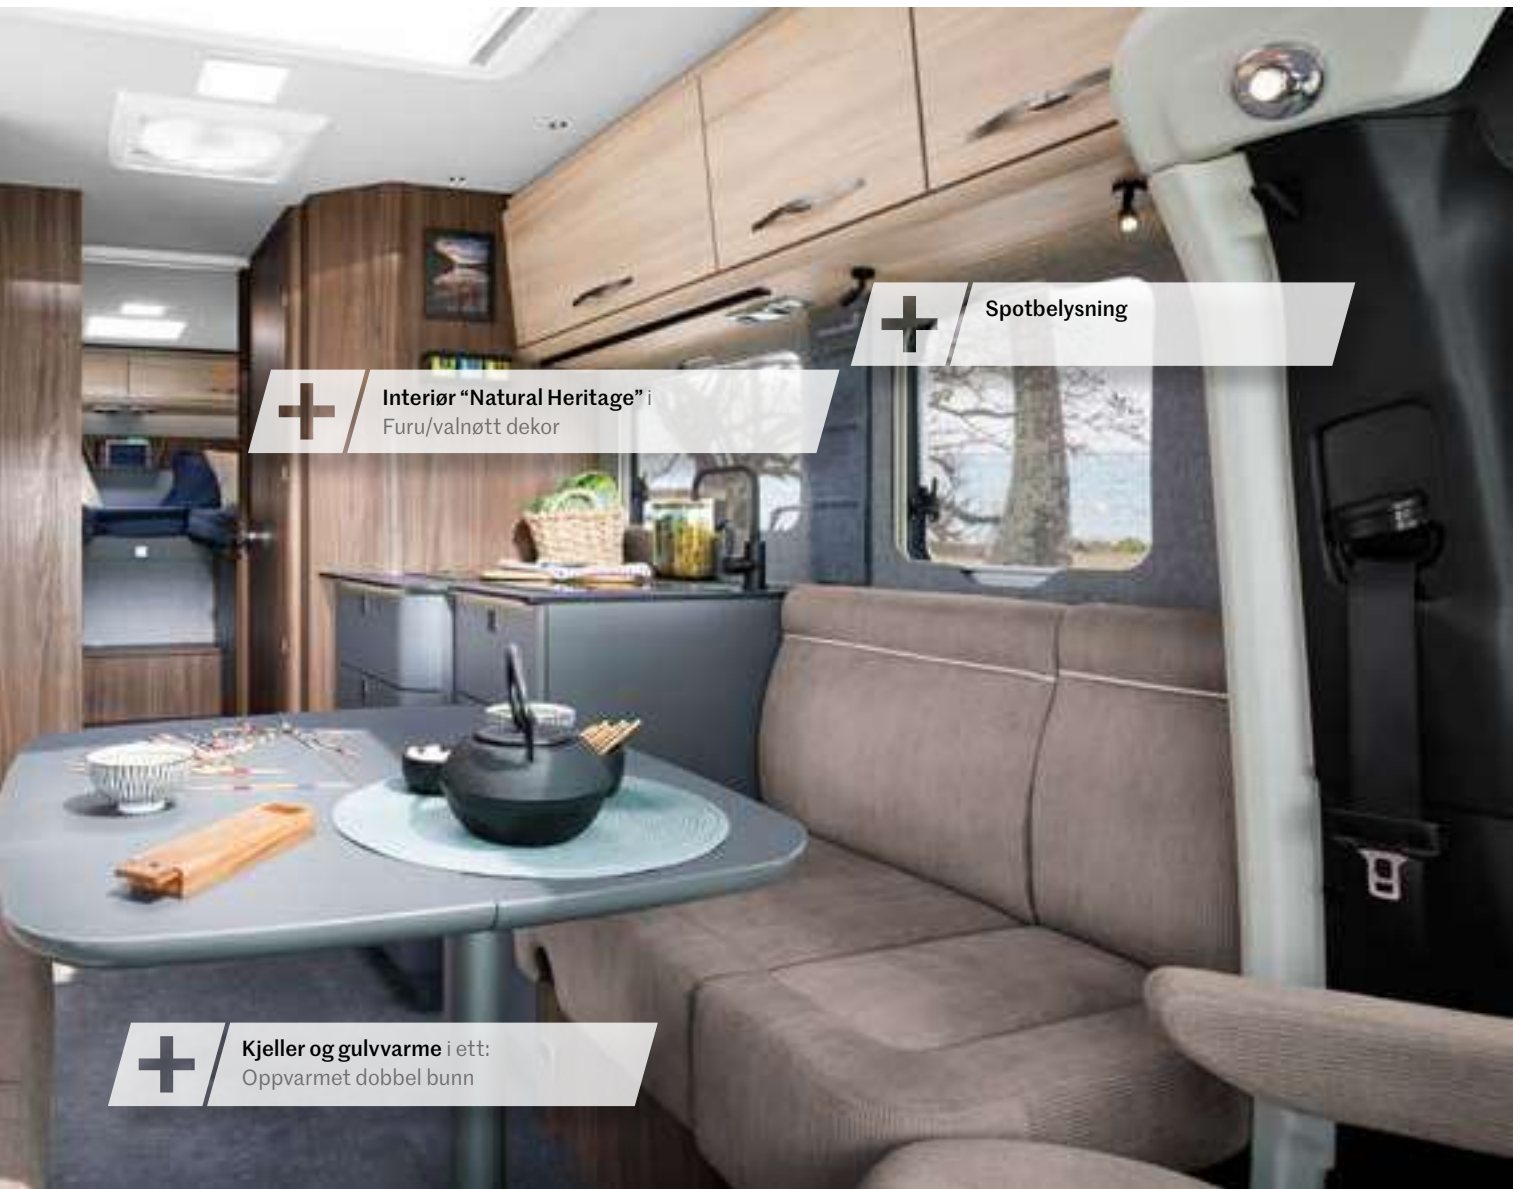 Spotbelysning
Interiør “Natural Heritage” i
Furu/valnøtt dekor
Kjeller og gulvvarme i ett:
Oppvarmet dobbel bunn